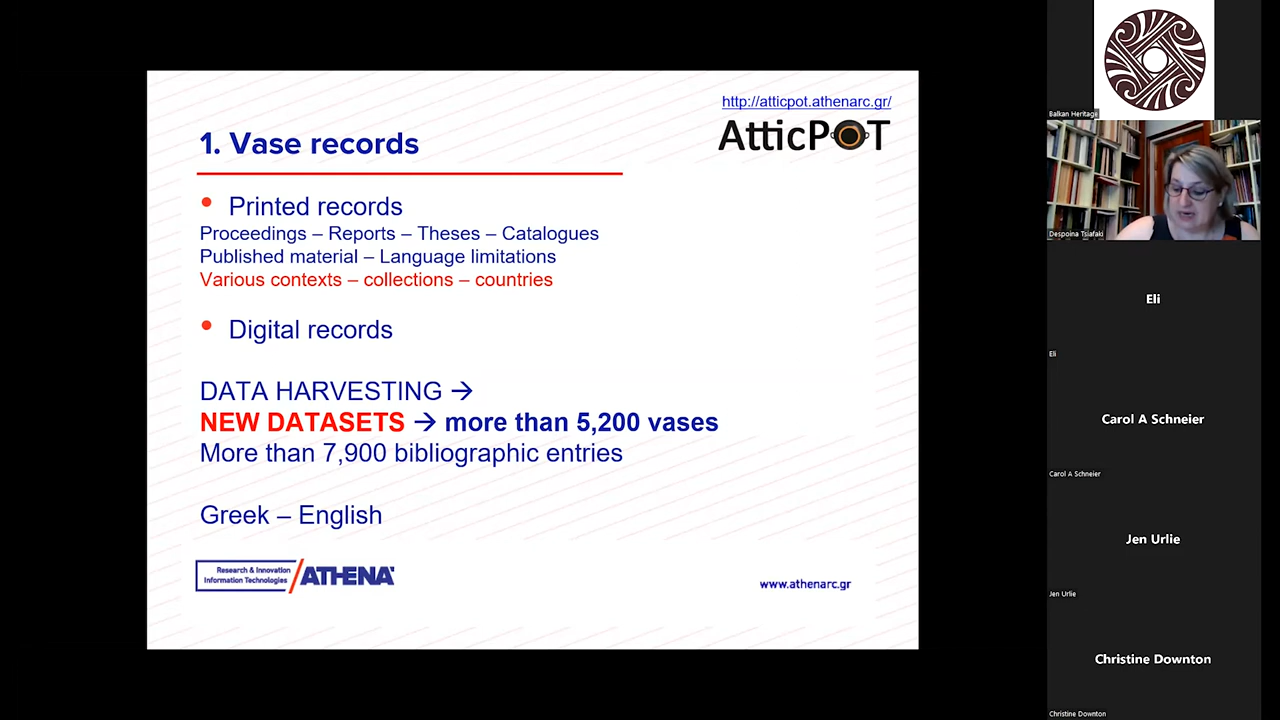 http://atticpot.athenarc.gr/
AtticPOT
1. Vase records
• Printed records
Proceedings – Reports – Theses – Catalogues
Published material – Language limitations
Various contexts – collections – countries
• Digital records
DATA HARVESTING →
NEW DATASETS → more than 5,200 vases
More than 7,900 bibliographic entries
Greek – English
Research & Innovation
Information Technologies
ATHENA
www.athenarc.gr
Balkan Heritage
Despoina Tsiafaki
Eli
Eli
Carol A Schneier
Carol A Schneier
Jen Urlie
Jen Urlie
Christine Downton
Christine Downton